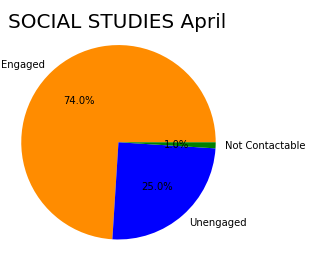 SOCIAL STUDIES April
Engaged
74.0%
1.0%
Not Contactable
25.0%
Unengaged